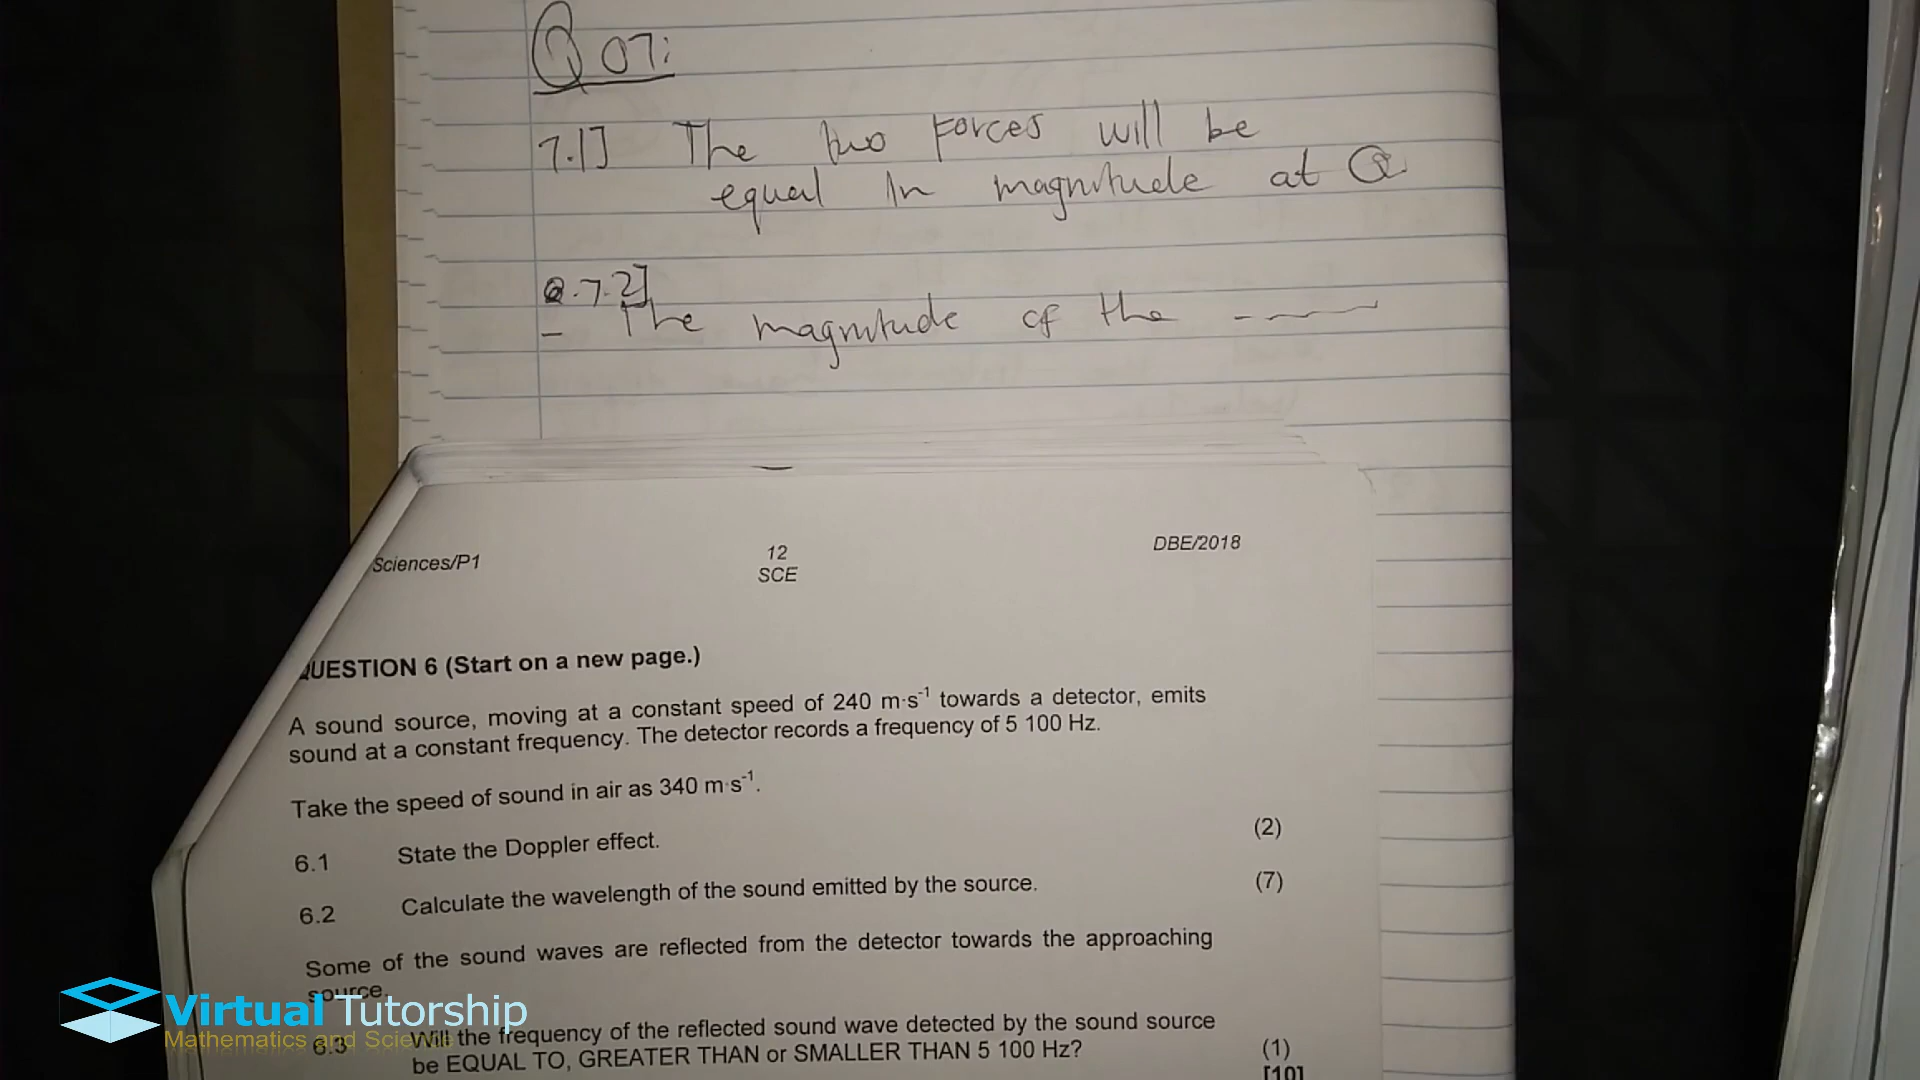 Q 07:
7.1] The two Forces will be
equal in magnitude at Q
Q.7.2]
- The magnitude of the
Sciences/P1 12 DBE/2018
SCE
QUESTION 6 (Start on a new page.)
A sound source, moving at a constant speed of 240 m·s⁻¹ towards a detector, emits
sound at a constant frequency. The detector records a frequency of 5 100 Hz.
Take the speed of sound in air as 340 m·s⁻¹.
6.1 State the Doppler effect. (2)
6.2 Calculate the wavelength of the sound emitted by the source. (7)
Some of the sound waves are reflected from the detector towards the approaching
source.
6.3 Will the frequency of the reflected sound wave detected by the sound source
be EQUAL TO, GREATER THAN or SMALLER THAN 5 100 Hz? (1)
[10]
Virtual Tutorship
Mathematics and Science